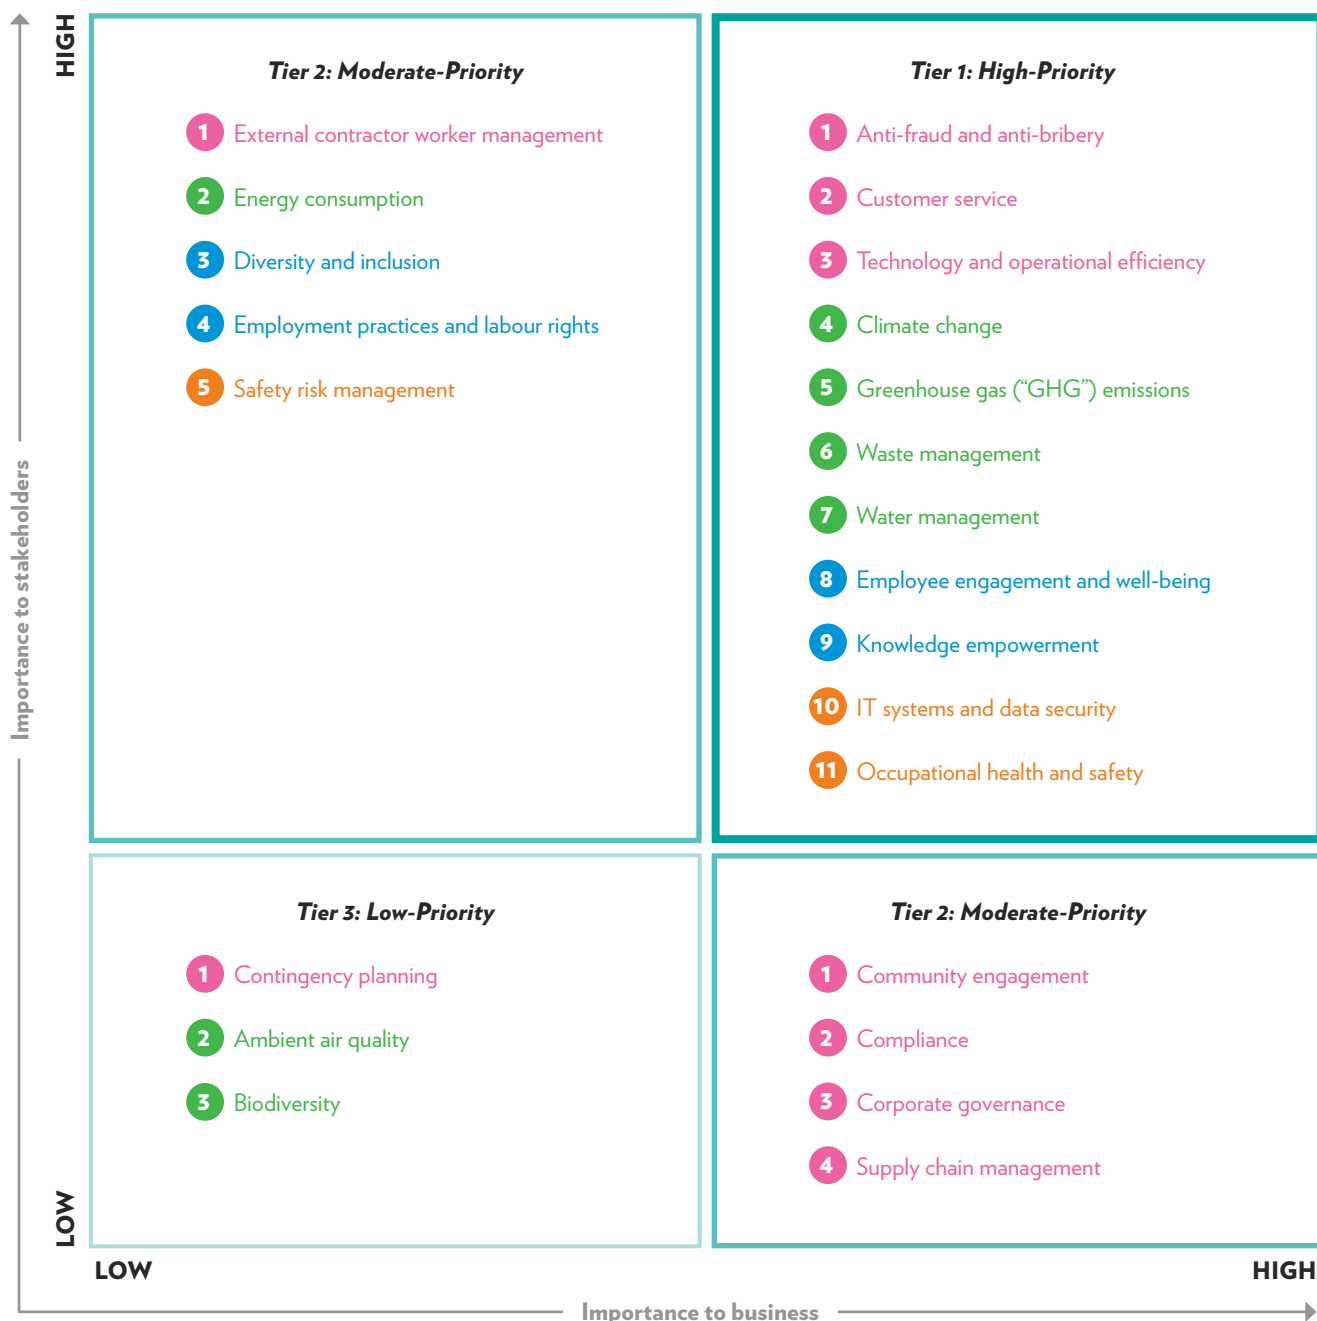 HIGH
Importance to stakeholders
LOW
Tier 2: Moderate-Priority
1 External contractor worker management
2 Energy consumption
3 Diversity and inclusion
4 Employment practices and labour rights
5 Safety risk management
Tier 1: High-Priority
1 Anti-fraud and anti-bribery
2 Customer service
3 Technology and operational efficiency
4 Climate change
5 Greenhouse gas (“GHG”) emissions
6 Waste management
7 Water management
8 Employee engagement and well-being
9 Knowledge empowerment
10 IT systems and data security
11 Occupational health and safety
Tier 3: Low-Priority
1 Contingency planning
2 Ambient air quality
3 Biodiversity
Tier 2: Moderate-Priority
1 Community engagement
2 Compliance
3 Corporate governance
4 Supply chain management
LOW
HIGH
Importance to business